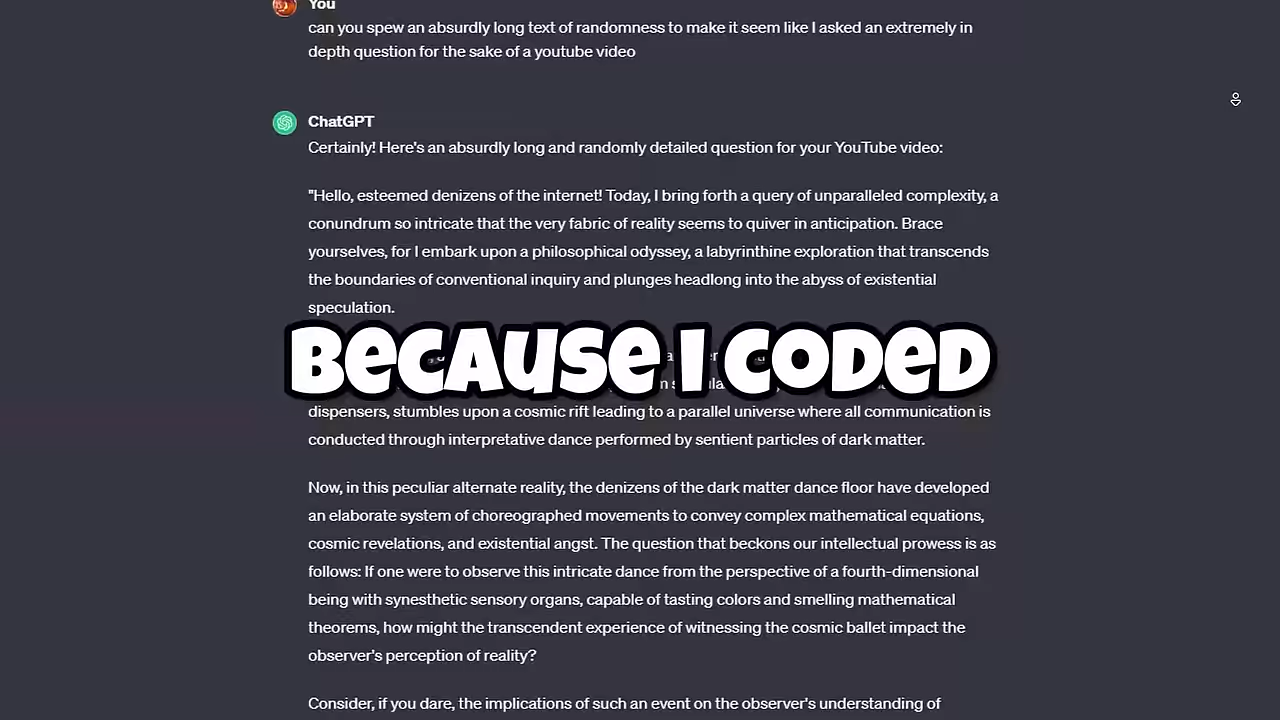 You
can you spew an absurdly long text of randomness to make it seem like I asked an extremely in
depth question for the sake of a youtube video
ChatGPT
Certainly! Here's an absurdly long and randomly detailed question for your YouTube video:
"Hello, esteemed denizens of the internet! Today, I bring forth a query of unparalleled complexity, a
conundrum so intricate that the very fabric of reality seems to quiver in anticipation. Brace
yourselves, for I embark upon a philosophical odyssey, a labyrinthine exploration that transcends
the boundaries of conventional inquiry and plunges headlong into the abyss of existential
speculation.
BECAUSE I CODED
dispensers, stumbles upon a cosmic rift leading to a parallel universe where all communication is
conducted through interpretative dance performed by sentient particles of dark matter.
Now, in this peculiar alternate reality, the denizens of the dark matter dance floor have developed
an elaborate system of choreographed movements to convey complex mathematical equations,
cosmic revelations, and existential angst. The question that beckons our intellectual prowess is as
follows: If one were to observe this intricate dance from the perspective of a fourth-dimensional
being with synesthetic sensory organs, capable of tasting colors and smelling mathematical
theorems, how might the transcendent experience of witnessing the cosmic ballet impact the
observer's perception of reality?
Consider, if you dare, the implications of such an event on the observer's understanding of